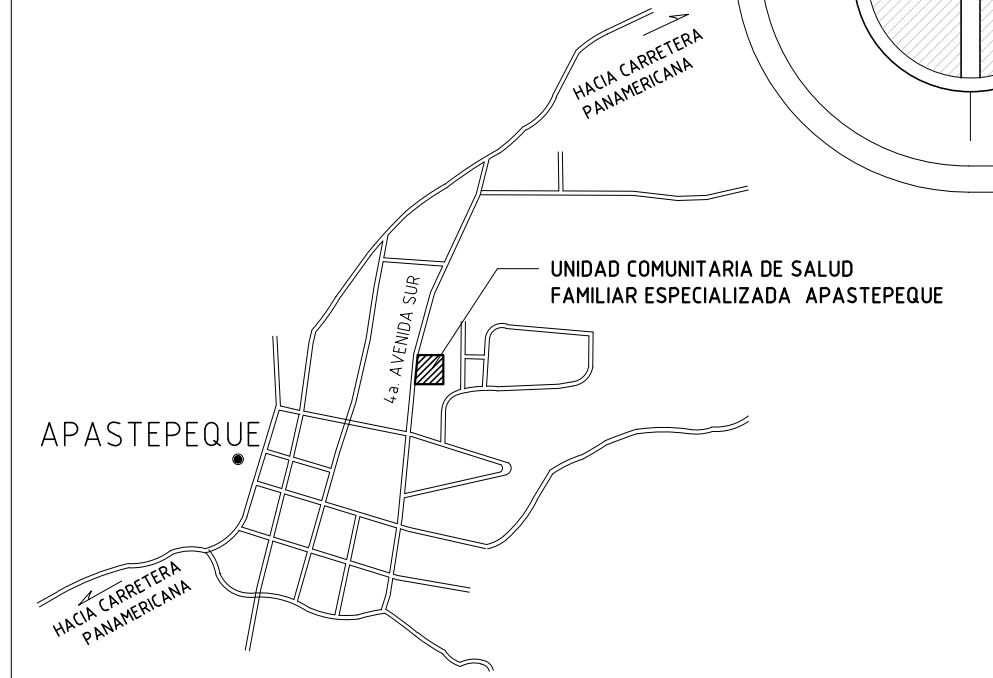 HACIA CARRETERA
PANAMERICANA
UNIDAD COMUNITARIA DE SALUD
FAMILIAR ESPECIALIZADA APASTEPEQUE
4a. AVENIDA SUR
APASTEPEQUE
HACIA CARRETERA
PANAMERICANA